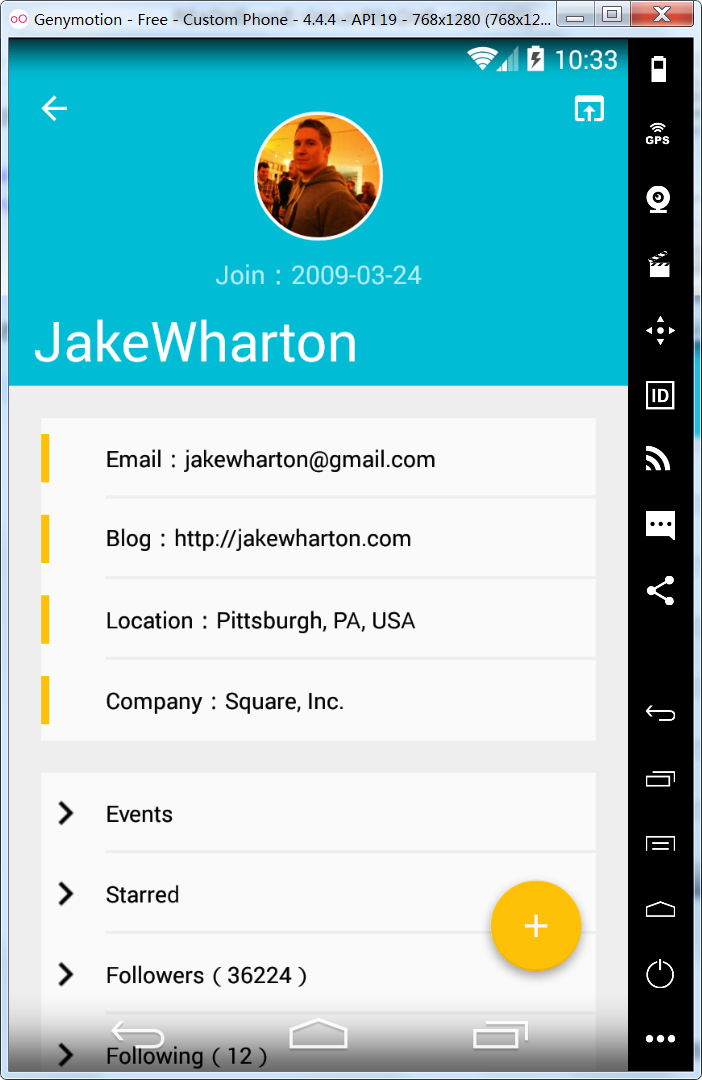 Genymotion - Free - Custom Phone - 4.4.4 - API 19 - 768x1280 (768x12...
10:33
GPS
Join：2009-03-24
JakeWharton
ID
Email：jakewharton@gmail.com
Blog：http://jakewharton.com
Location：Pittsburgh, PA, USA
Company：Square, Inc.
Events
Starred
Followers（36224）
Following（12）